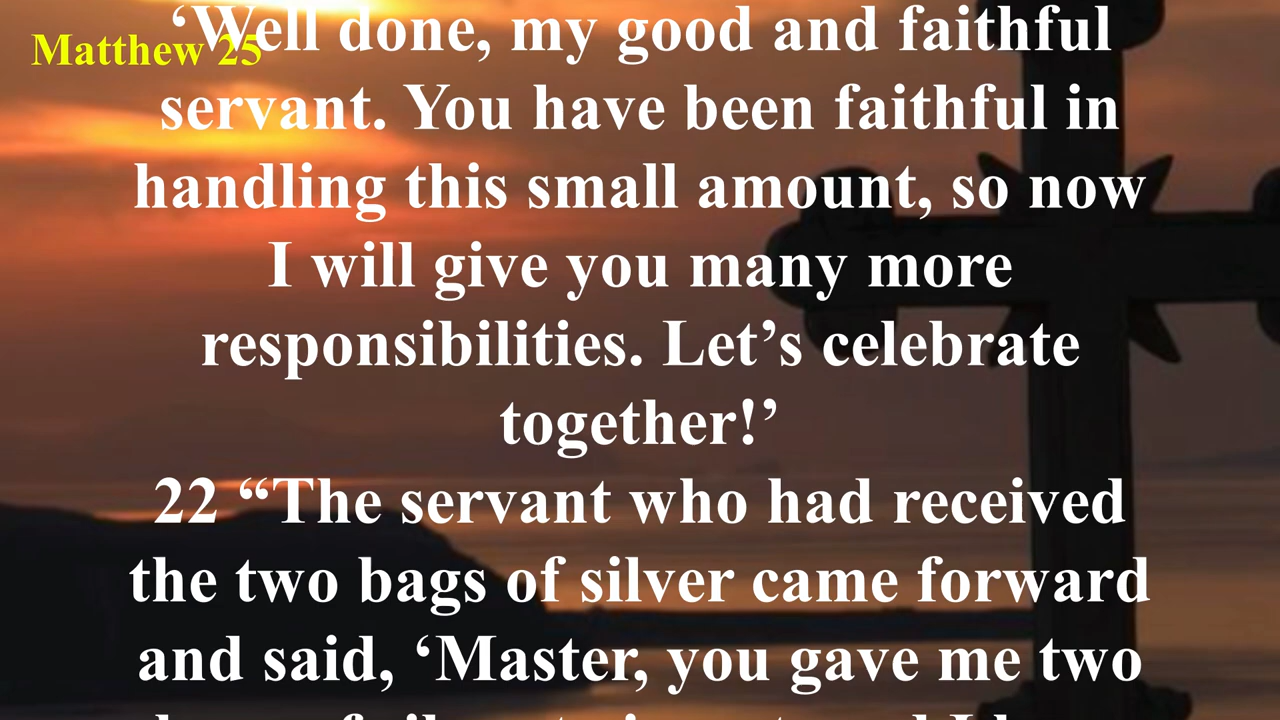 Matthew 25
‘Well done, my good and faithful
servant. You have been faithful in
handling this small amount, so now
I will give you many more
responsibilities. Let’s celebrate
together!’
22 “The servant who had received
the two bags of silver came forward
and said, ‘Master, you gave me two